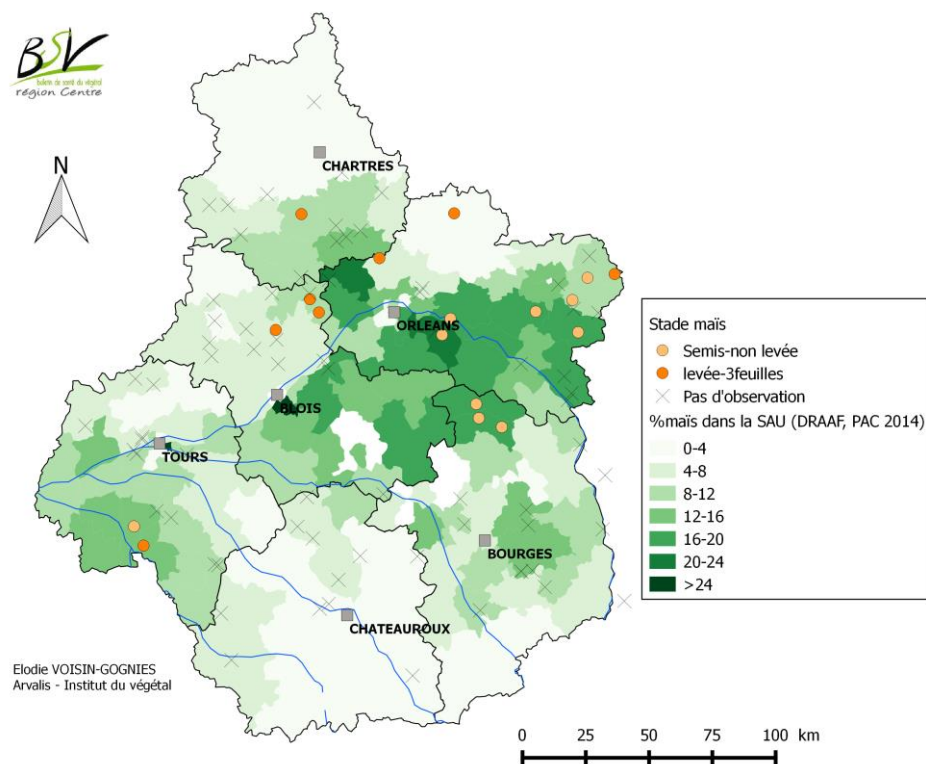 BSV
bulletin de santé du végétal
région Centre
N
CHARTRES
ORLEANS
BLOIS
TOURS
BOURGES
CHATEAUROUX
Stade maïs
Semis-non levée
levée-3feuilles
Pas d'observation
%maïs dans la SAU (DRAAF, PAC 2014)
0-4
4-8
8-12
12-16
16-20
20-24
>24
Elodie VOISIN-GOGNIES
Arvalis - Institut du végétal
0 25 50 75 100 km